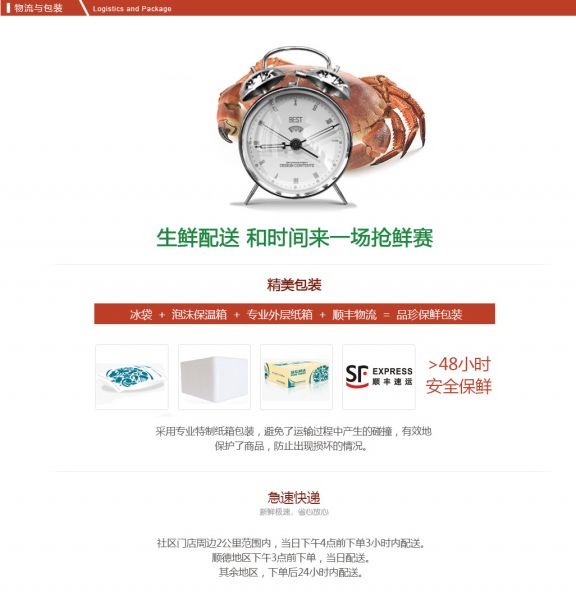 物流与包装 Logistics and Package
BEST
生鲜配送 和时间来一场抢鲜赛
精美包装
冰袋 + 泡沫保温箱 + 专业外层纸箱 + 顺丰物流 = 品珍保鲜包装
SF EXPRESS
顺丰速运
>48小时
安全保鲜
采用专业特制纸箱包装，避免了运输过程中产生的碰撞，有效地
保护了商品，防止出现损坏的情况。
急速快递
新鲜极速、省心放心
社区门店周边2公里范围内，当日下午4点前下单3小时内配送。
顺德地区下午3点前下单，当日配送。
其余地区，下单后24小时内配送。